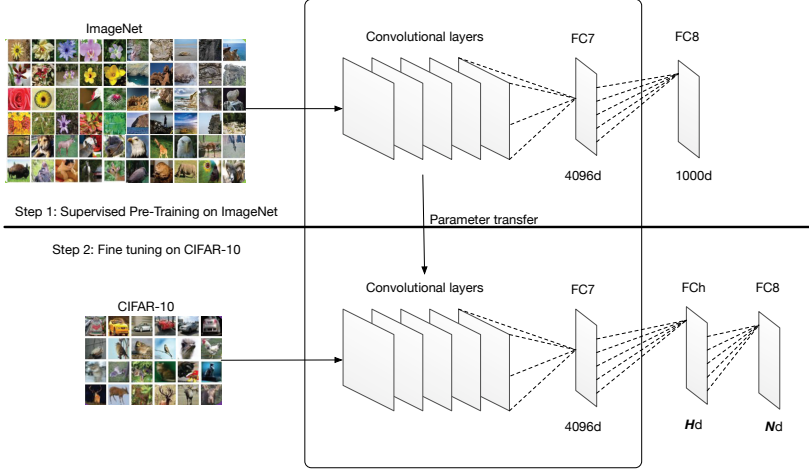 ImageNet
Convolutional layers
FC7
FC8
4096d
1000d
Step 1: Supervised Pre-Training on ImageNet
Parameter transfer
Step 2: Fine tuning on CIFAR-10
CIFAR-10
Convolutional layers
FC7
FCh
FC8
4096d
Hd
Nd